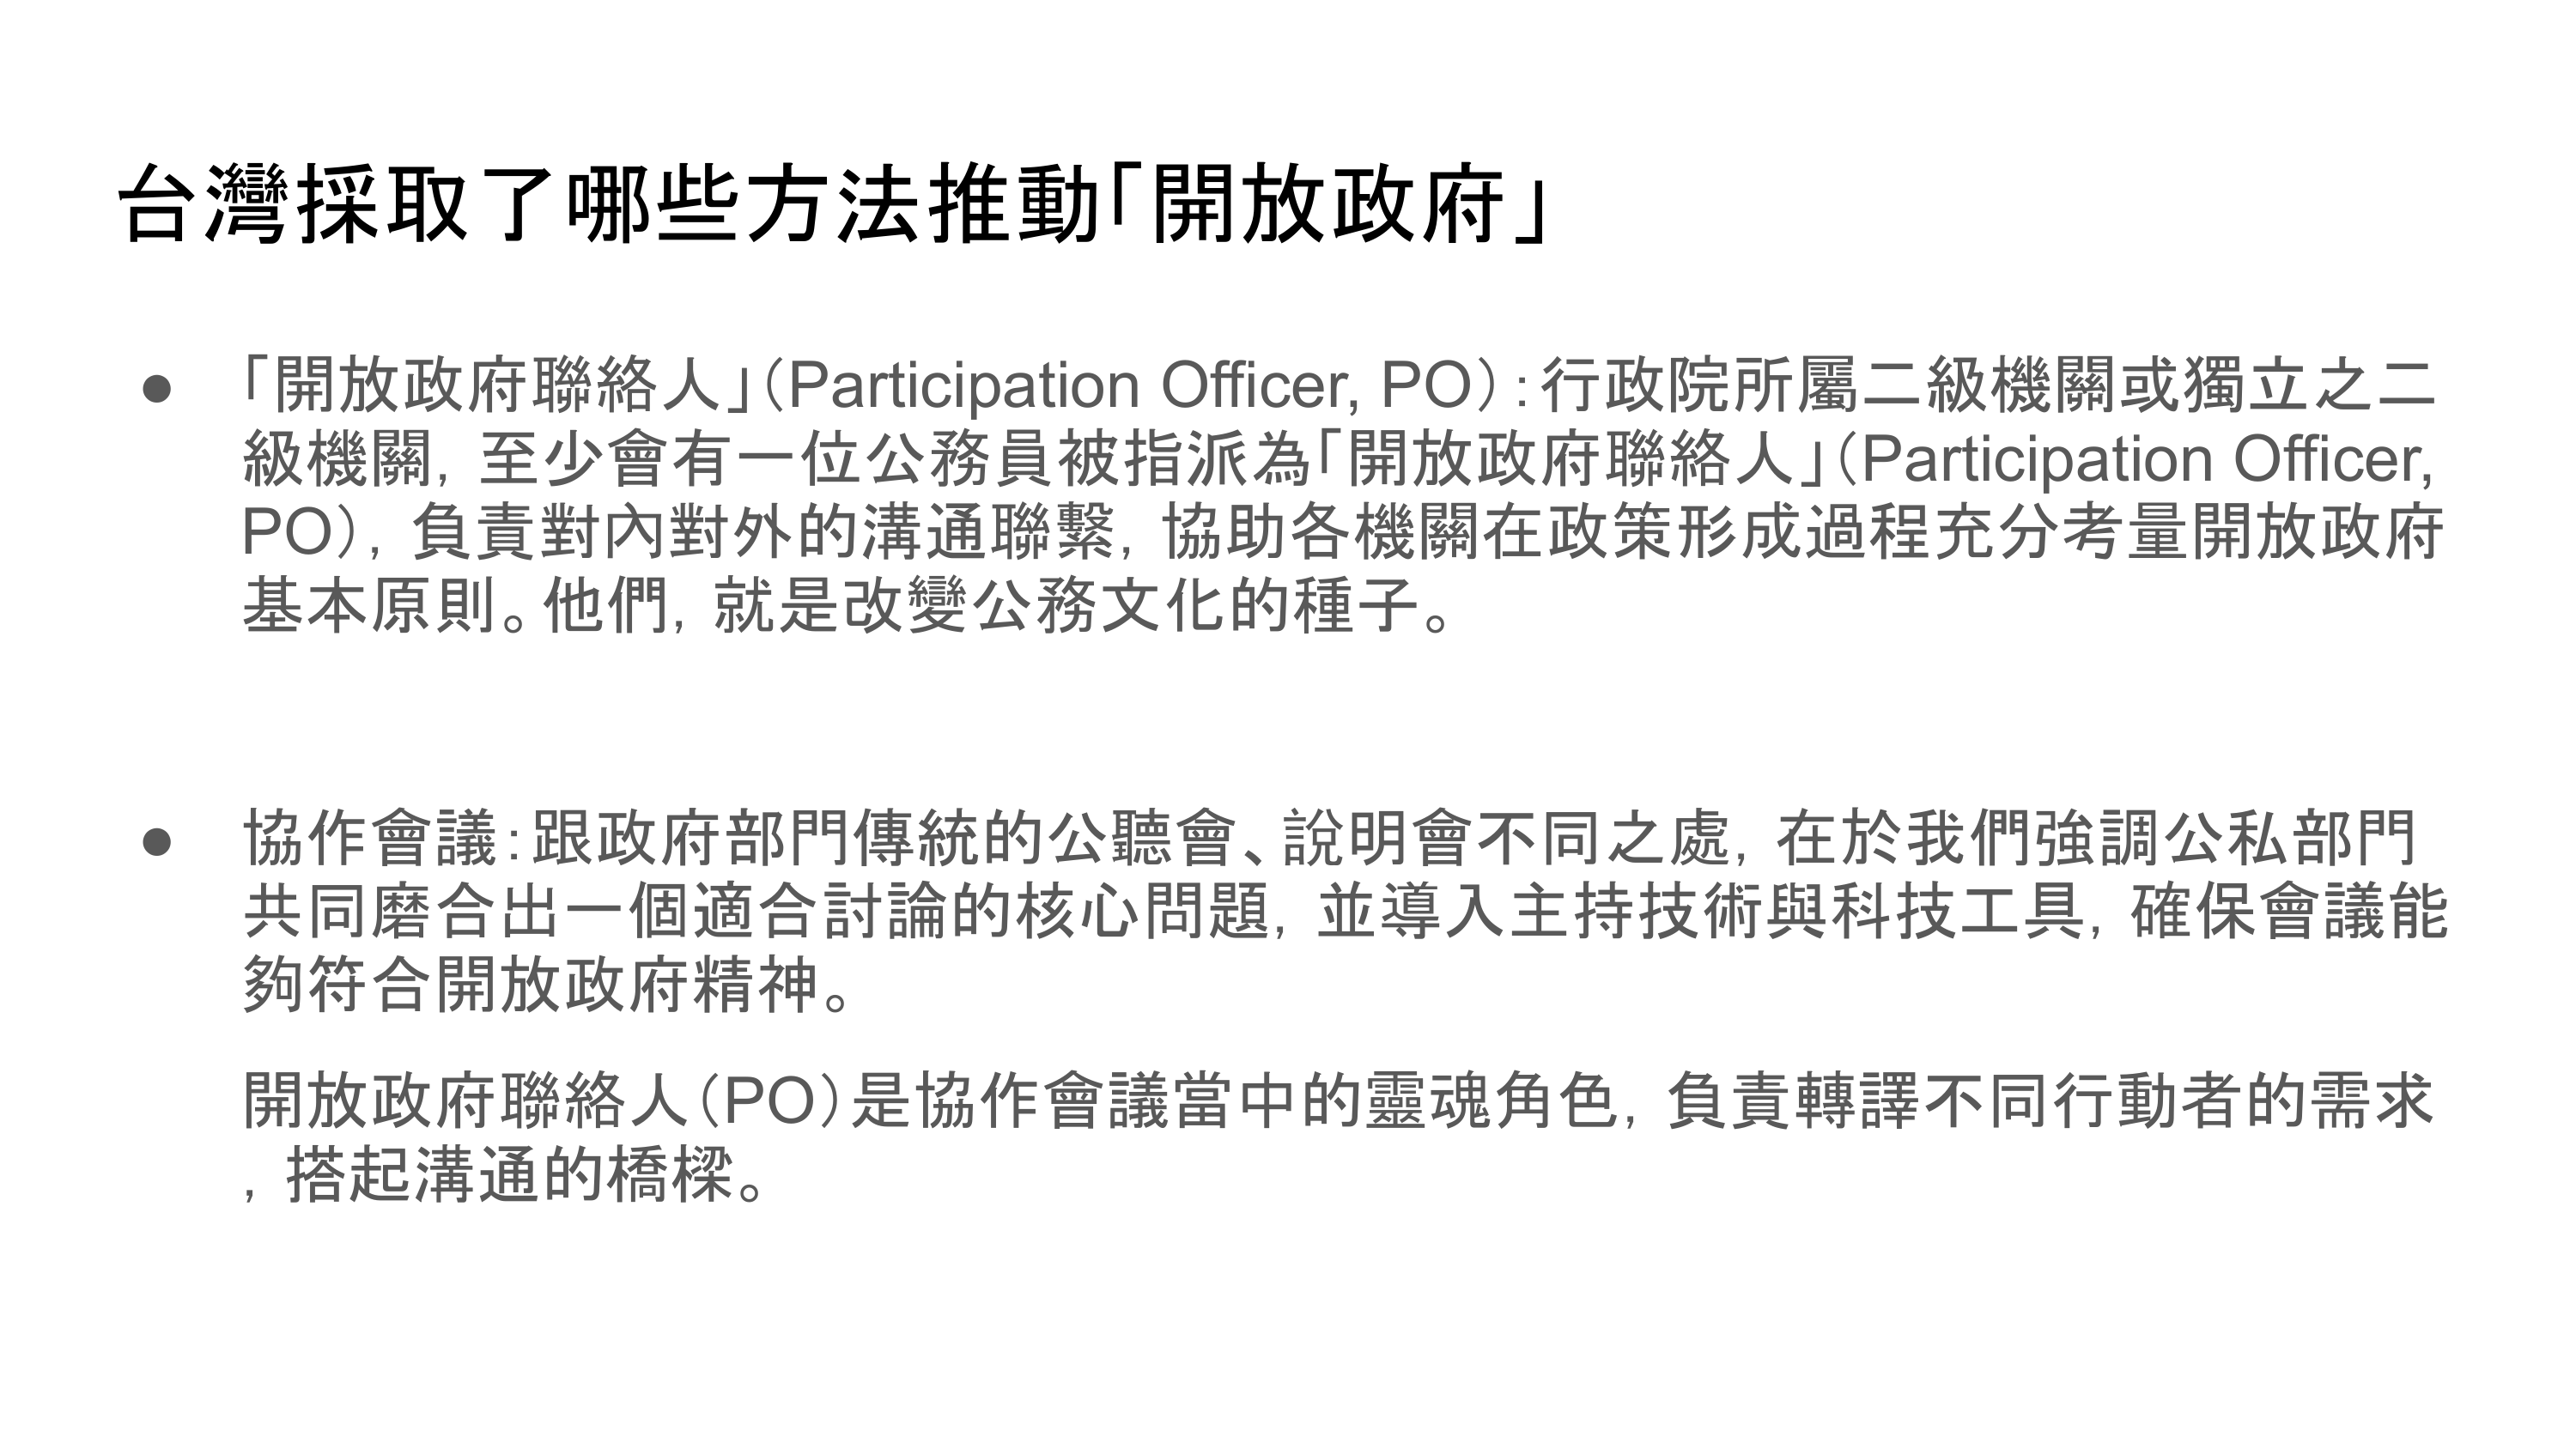 台灣採取了哪些方法推動「開放政府」
● 「開放政府聯絡人」（Participation Officer, PO）：行政院所屬二級機關或獨立之二
級機關，至少會有一位公務員被指派為「開放政府聯絡人」（Participation Officer,
PO），負責對內對外的溝通聯繫，協助各機關在政策形成過程充分考量開放政府
基本原則。他們，就是改變公務文化的種子。
● 協作會議：跟政府部門傳統的公聽會、說明會不同之處，在於我們強調公私部門
共同磨合出一個適合討論的核心問題，並導入主持技術與科技工具，確保會議能
夠符合開放政府精神。
開放政府聯絡人（PO）是協作會議當中的靈魂角色，負責轉譯不同行動者的需求
，搭起溝通的橋樑。